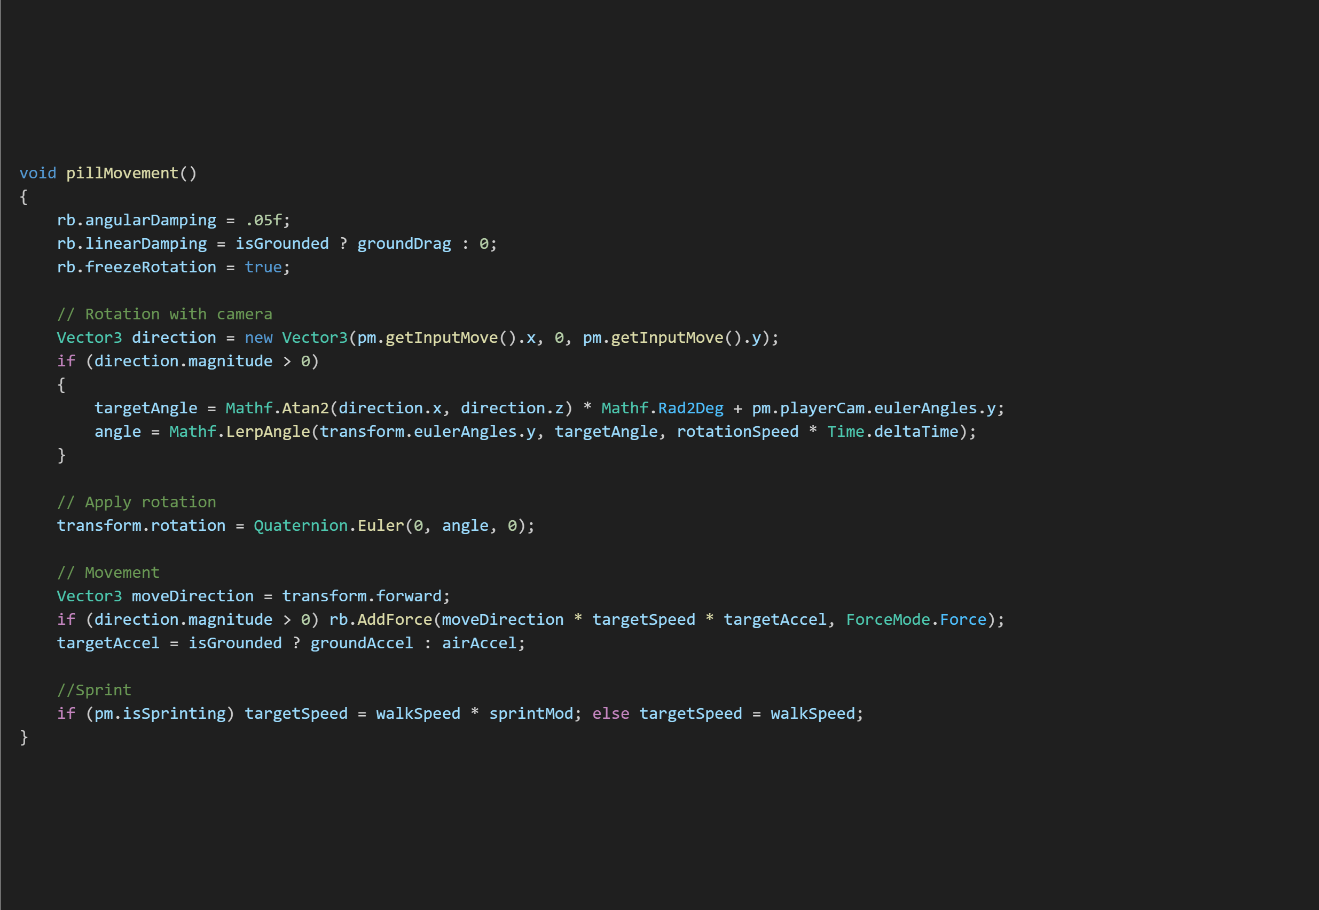 void pillMovement()
{
    rb.angularDamping = .05f;
    rb.linearDamping = isGrounded ? groundDrag : 0;
    rb.freezeRotation = true;

    // Rotation with camera
    Vector3 direction = new Vector3(pm.getInputMove().x, 0, pm.getInputMove().y);
    if (direction.magnitude > 0)
    {
        targetAngle = Mathf.Atan2(direction.x, direction.z) * Mathf.Rad2Deg + pm.playerCam.eulerAngles.y;
        angle = Mathf.LerpAngle(transform.eulerAngles.y, targetAngle, rotationSpeed * Time.deltaTime);
    }

    // Apply rotation
    transform.rotation = Quaternion.Euler(0, angle, 0);

    // Movement
    Vector3 moveDirection = transform.forward;
    if (direction.magnitude > 0) rb.AddForce(moveDirection * targetSpeed * targetAccel, ForceMode.Force);
    targetAccel = isGrounded ? groundAccel : airAccel;

    //Sprint
    if (pm.isSprinting) targetSpeed = walkSpeed * sprintMod; else targetSpeed = walkSpeed;
}